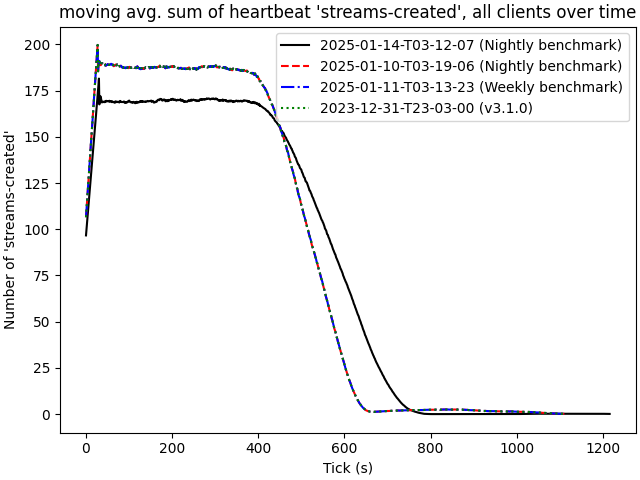 moving avg. sum of heartbeat 'streams-created', all clients over time
Number of 'streams-created'
200
175
150
125
100
75
50
25
0
2025-01-14-T03-12-07 (Nightly benchmark)
2025-01-10-T03-19-06 (Nightly benchmark)
2025-01-11-T03-13-23 (Weekly benchmark)
2023-12-31-T23-03-00 (v3.1.0)
0 200 400 600 800 1000 1200
Tick (s)